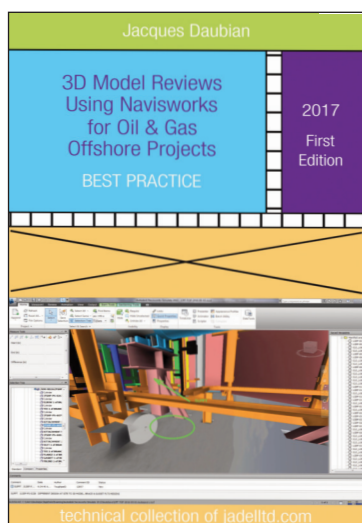 Jacques Daubian
3D Model Reviews
Using Navisworks
for Oil & Gas
Offshore Projects
BEST PRACTICE
2017
First
Edition
technical collection of jadelltd.com